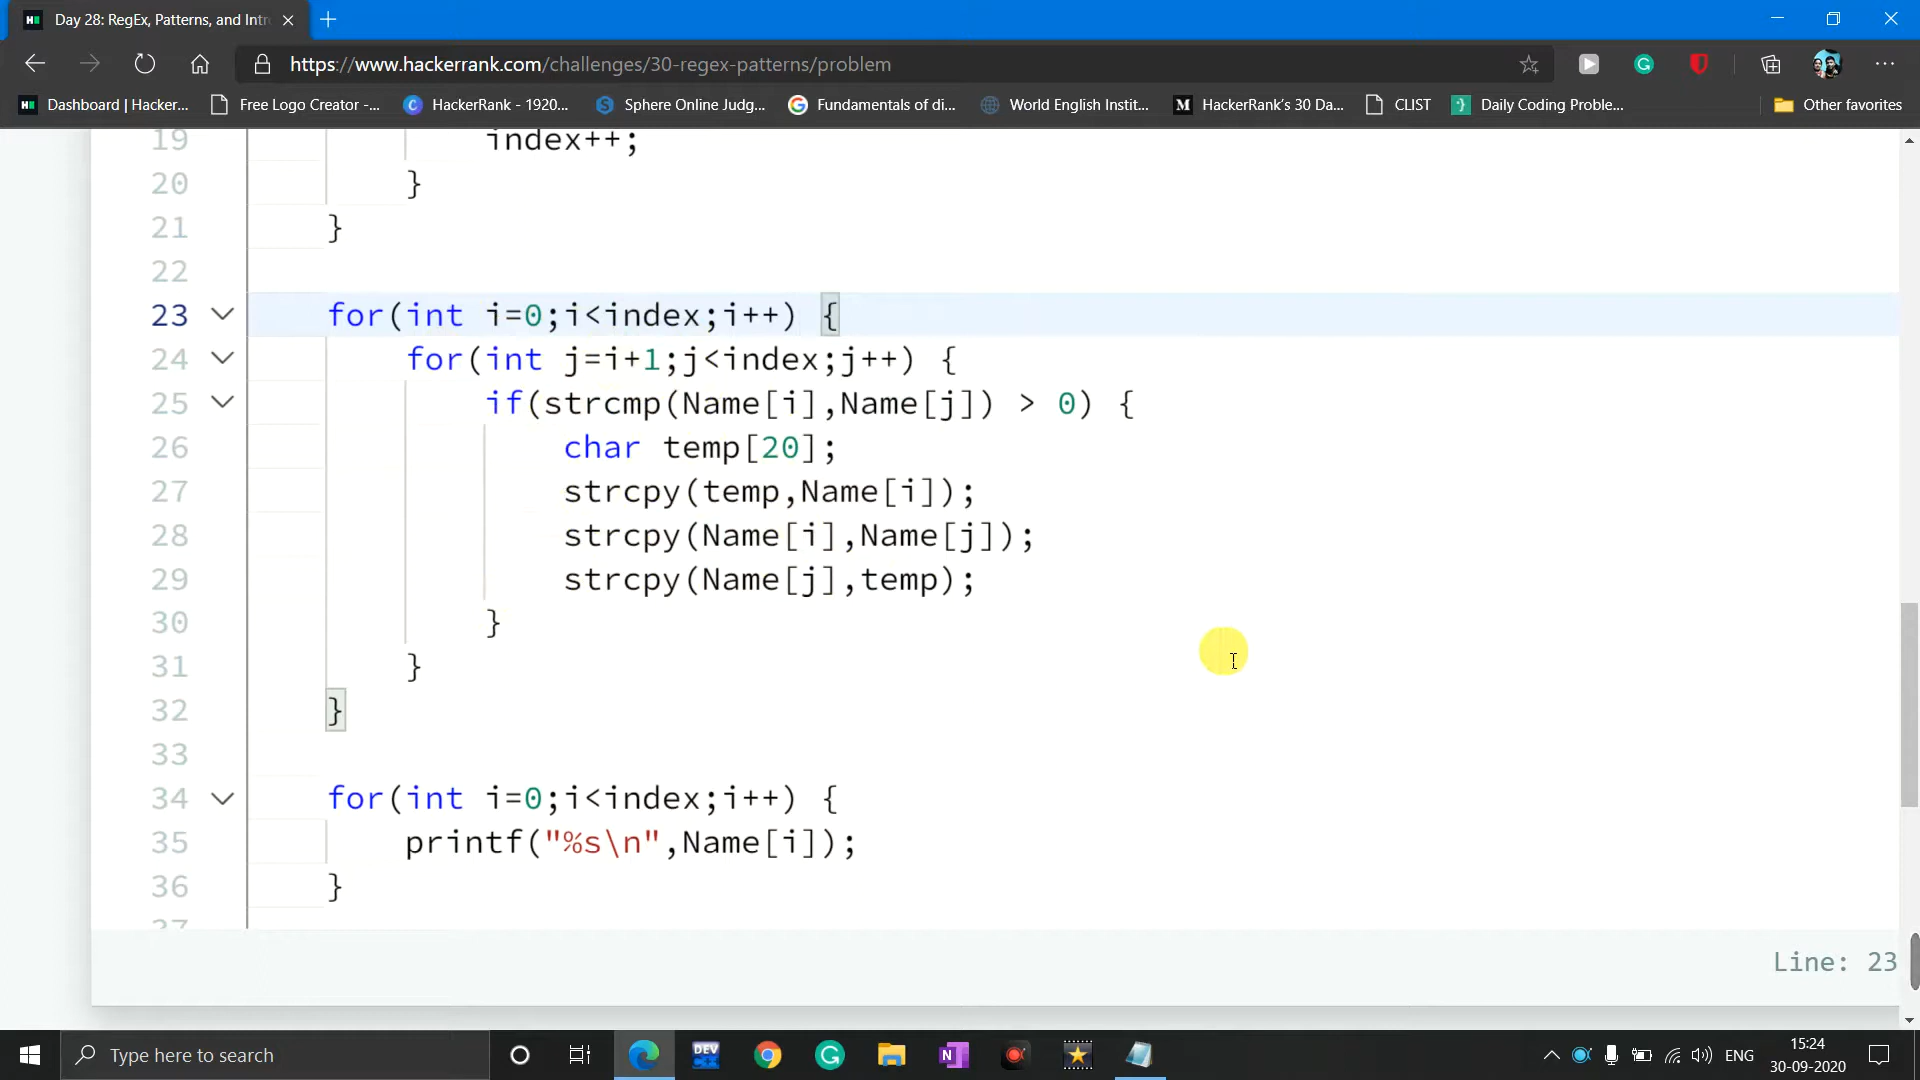 Day 28: RegEx, Patterns, and Intr
https://www.hackerrank.com/challenges/30-regex-patterns/problem
Dashboard | Hacker... Free Logo Creator -... HackerRank - 1920... Sphere Online Judg... Fundamentals of di... World English Instit... HackerRank's 30 Da... CLIST Daily Coding Proble... Other favorites
19 index++;
20 }
21 }
22
23 for(int i=0;i<index;i++) {
24 for(int j=i+1;j<index;j++) {
25 if(strcmp(Name[i],Name[j]) > 0) {
26 char temp[20];
27 strcpy(temp,Name[i]);
28 strcpy(Name[i],Name[j]);
29 strcpy(Name[j],temp);
30 }
31 }
32 }
33
34 for(int i=0;i<index;i++) {
35 printf("%s\n",Name[i]);
36 }
37
Line: 23
Type here to search
DEV
ENG
15:24
30-09-2020